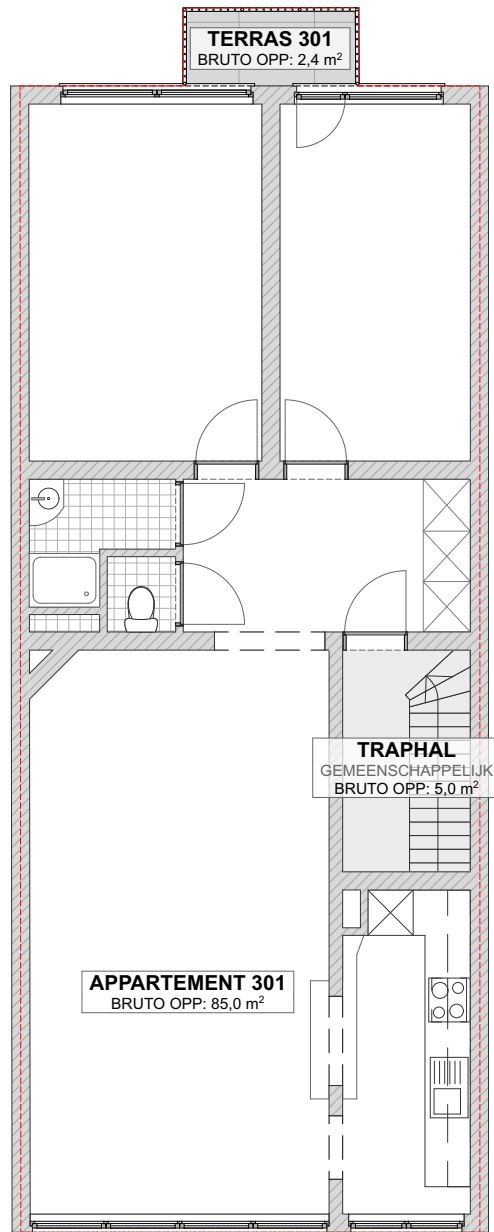 TERRAS 301
BRUTO OPP: 2,4 m²
TRAPHAL
GEMEENSCHAPPELIJK
BRUTO OPP: 5,0 m²
APPARTEMENT 301
BRUTO OPP: 85,0 m²